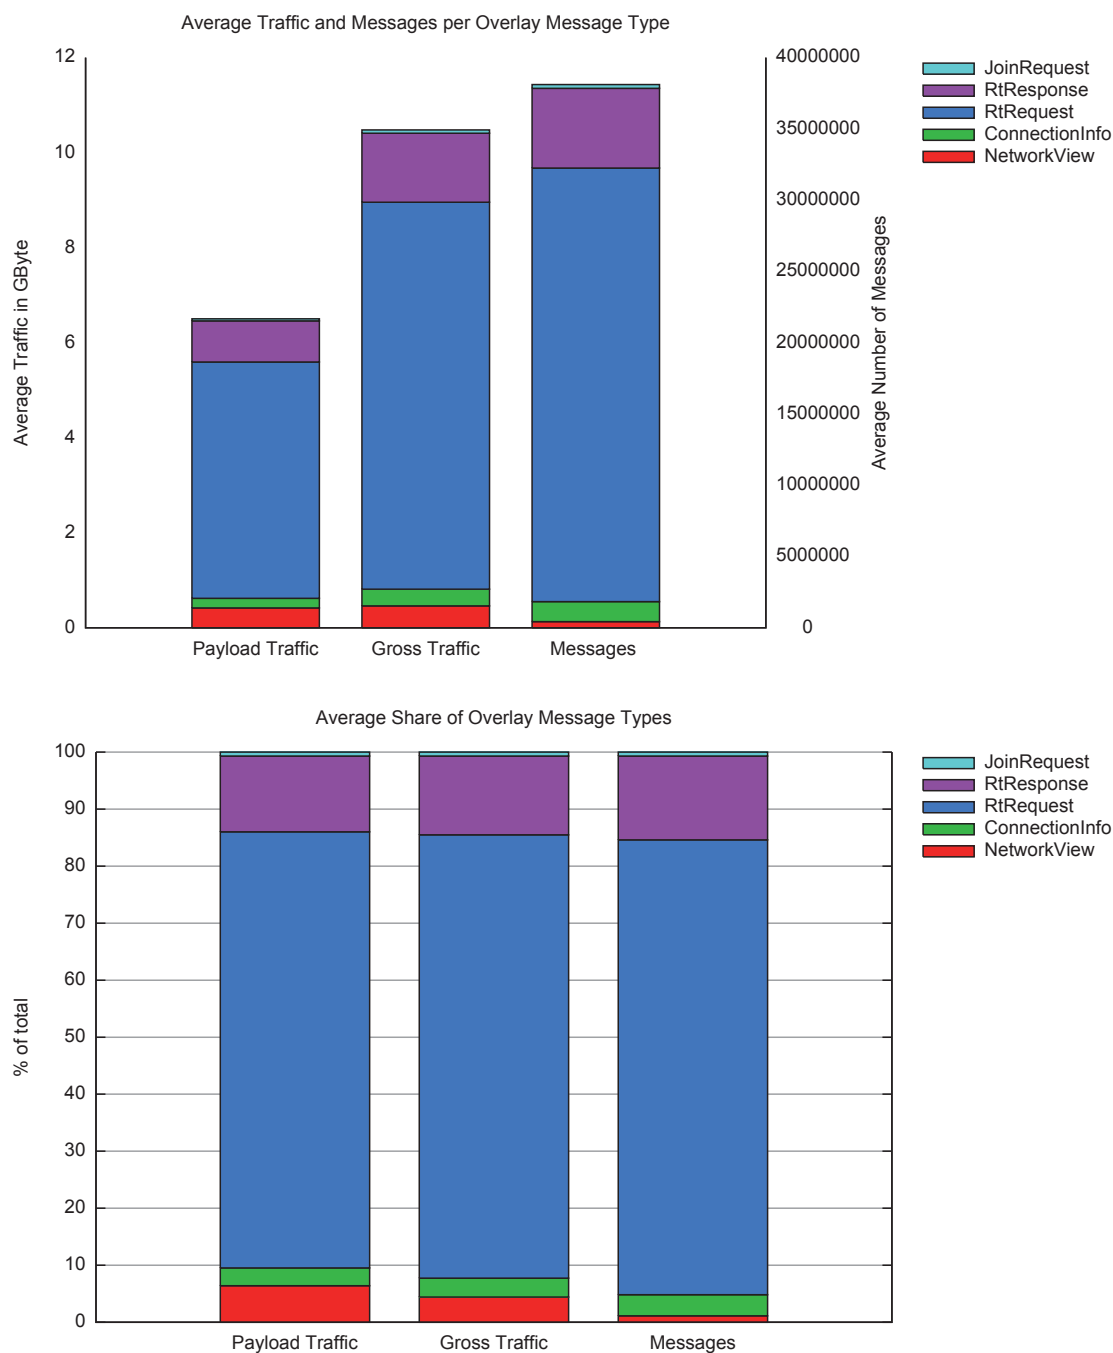 Average Traffic and Messages per Overlay Message Type
12
10
8
6
4
2
0
Average Traffic in GByte
40000000
35000000
30000000
25000000
20000000
15000000
10000000
5000000
0
Average Number of Messages
JoinRequest
RtResponse
RtRequest
ConnectionInfo
NetworkView
Payload Traffic
Gross Traffic
Messages
Average Share of Overlay Message Types
100
90
80
70
60
50
40
30
20
10
0
% of total
JoinRequest
RtResponse
RtRequest
ConnectionInfo
NetworkView
Payload Traffic
Gross Traffic
Messages